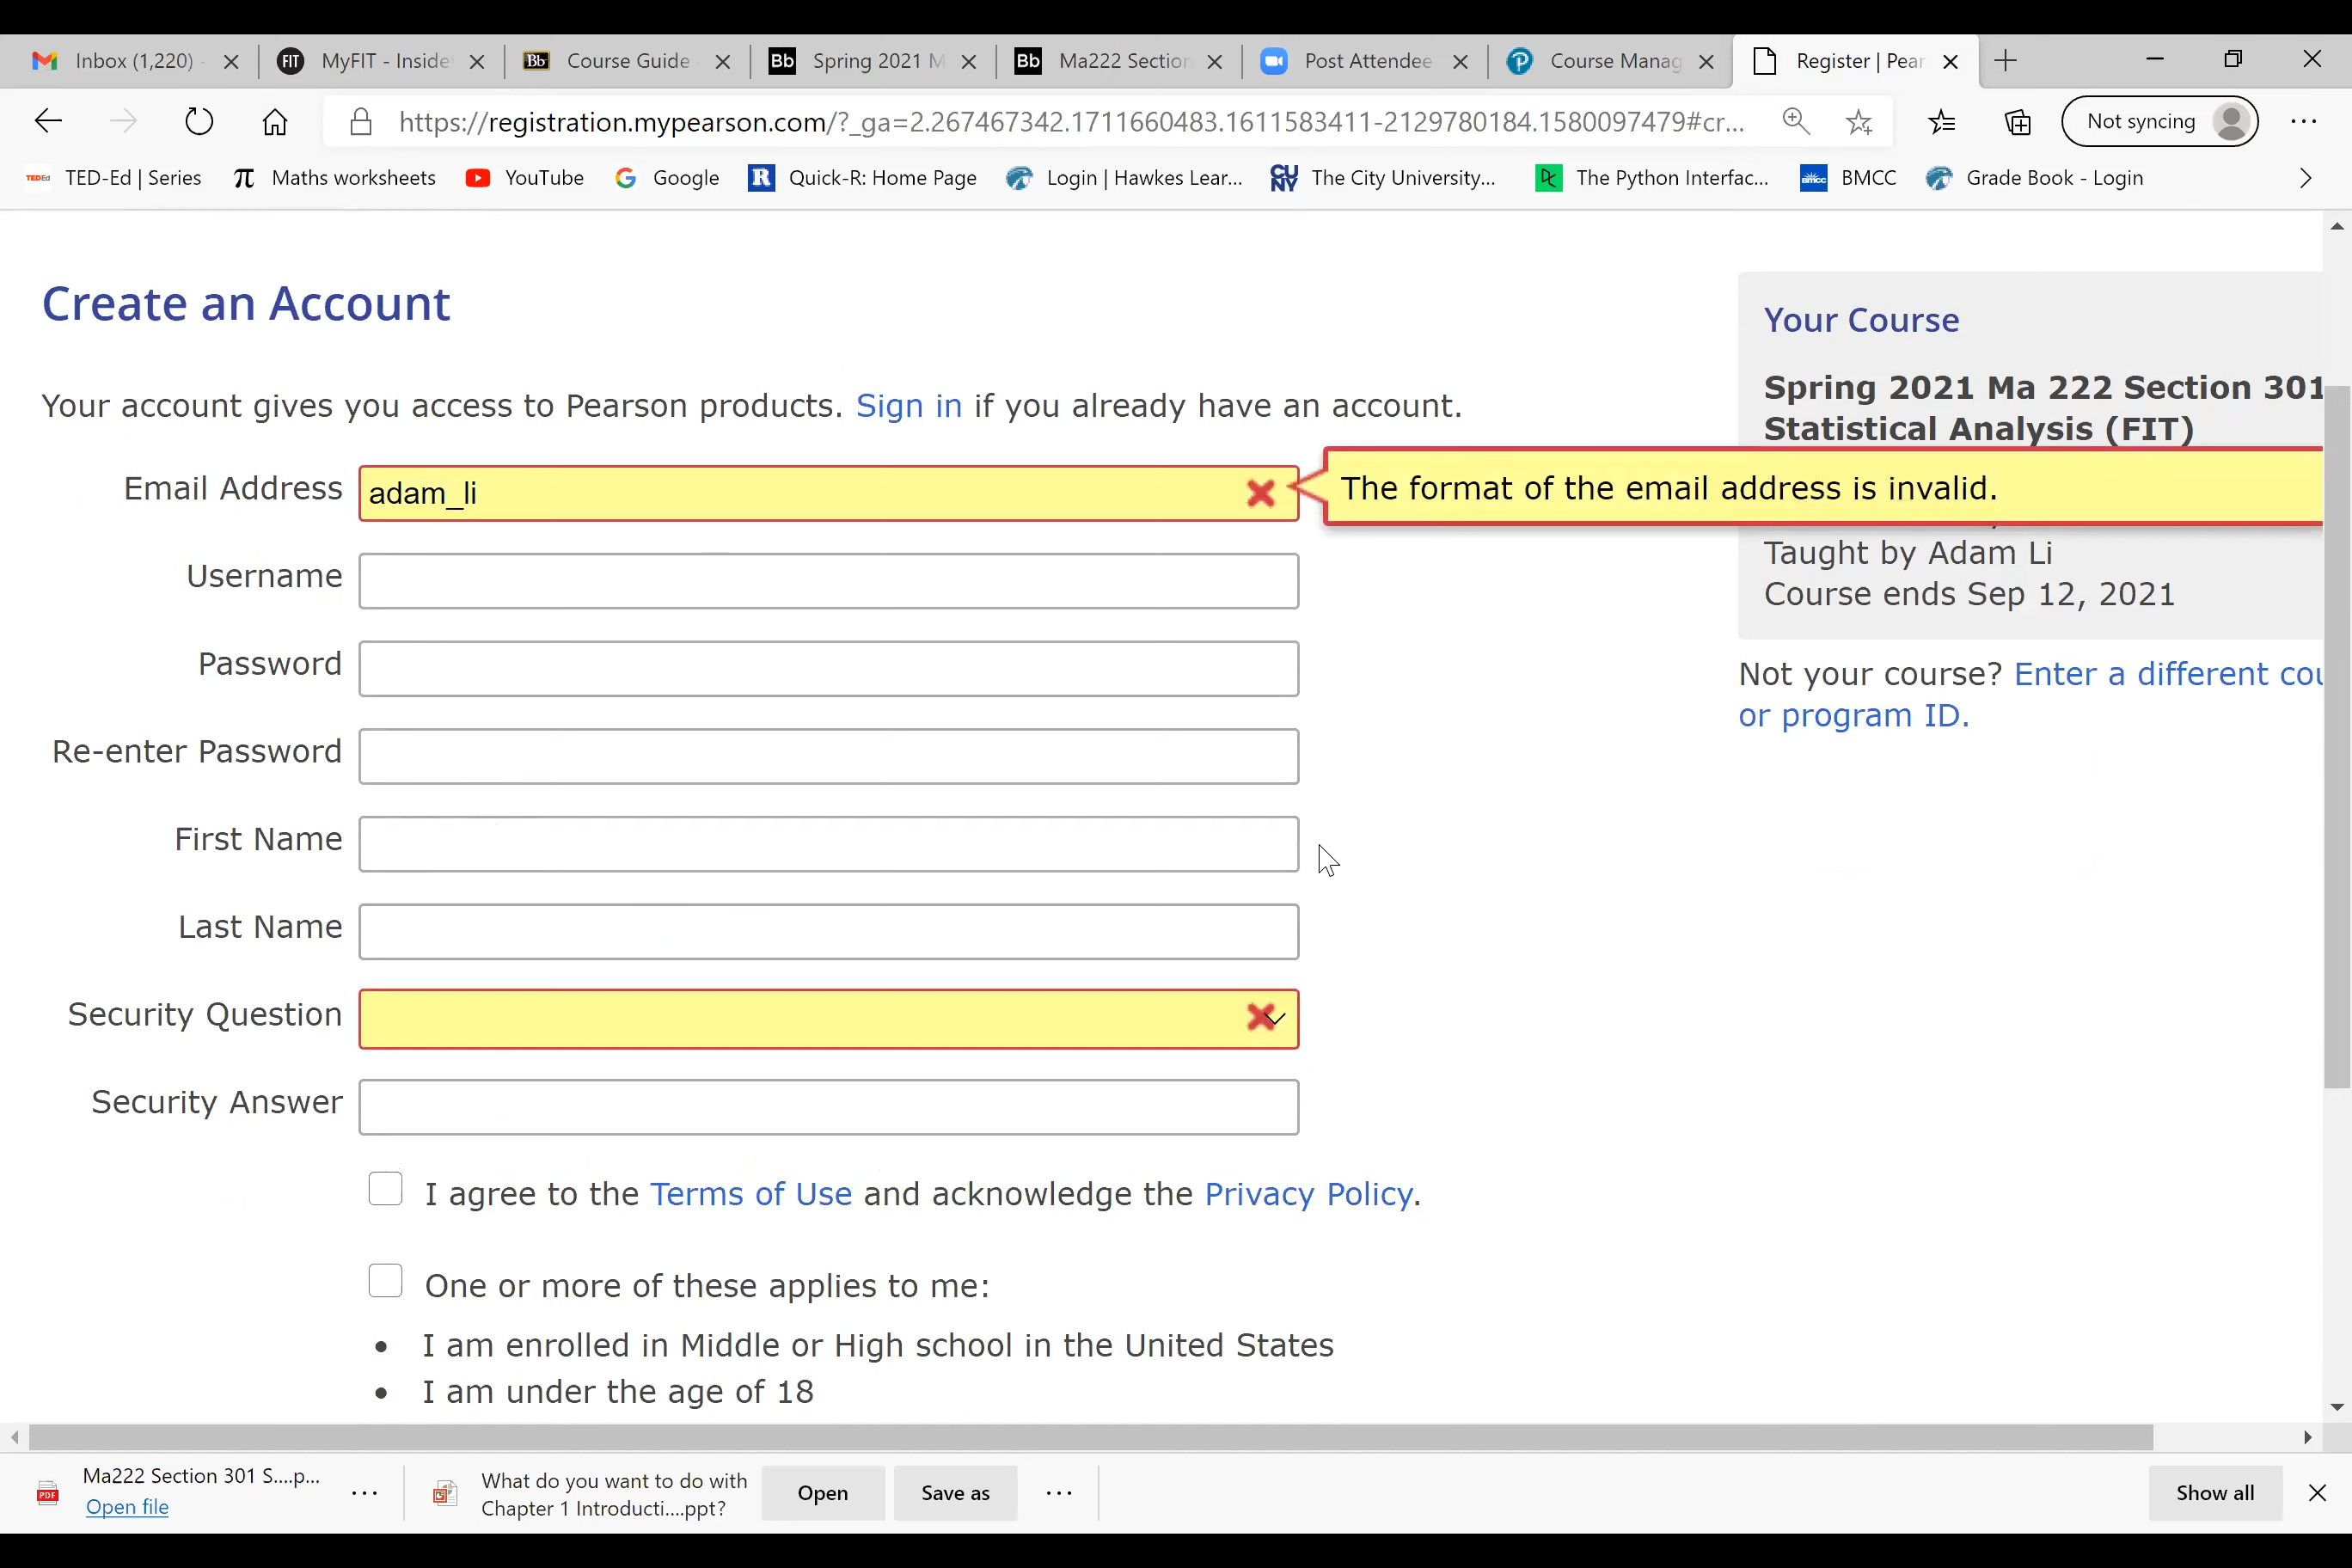 Inbox (1,220)
MyFIT - Inside
Course Guide
Spring 2021 M
Ma222 Section
Post Attendee
Course Manag
Register | Pear
https://registration.mypearson.com/?_ga=2.267467342.1711660483.1611583411-2129780184.1580097479#cr...
Not syncing
TED-Ed | Series
Maths worksheets
YouTube
Google
Quick-R: Home Page
Login | Hawkes Lear...
The City University...
The Python Interfac...
BMCC
Grade Book - Login
Create an Account
Your account gives you access to Pearson products. Sign in if you already have an account.
Email Address
adam_li
The format of the email address is invalid.
Username
Password
Re-enter Password
First Name
Last Name
Security Question
Security Answer
I agree to the Terms of Use and acknowledge the Privacy Policy.
One or more of these applies to me:
• I am enrolled in Middle or High school in the United States
• I am under the age of 18
Your Course
Spring 2021 Ma 222 Section 301
Statistical Analysis (FIT)
Taught by Adam Li
Course ends Sep 12, 2021
Not your course? Enter a different cou
or program ID.
Ma222 Section 301 S....p...
Open file
What do you want to do with
Chapter 1 Introducti....ppt?
Open
Save as
Show all